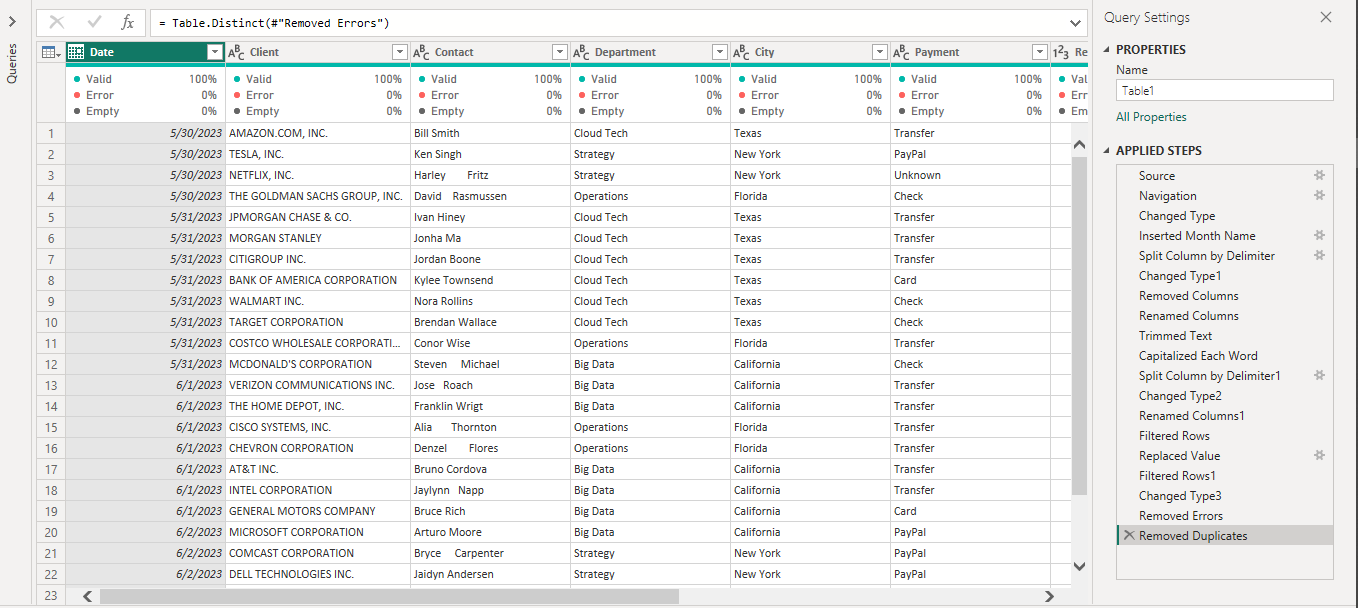 Queries
fx = Table.Distinct(#"Removed Errors")
Date ABC Client ABC Contact ABC Department ABC City ABC Payment 123 Re
Valid 100% Valid 100% Valid 100% Valid 100% Valid 100% Valid 100% Val
Error 0% Error 0% Error 0% Error 0% Error 0% Error 0% Err
Empty 0% Empty 0% Empty 0% Empty 0% Empty 0% Empty 0% Em
1 5/30/2023 AMAZON.COM, INC. Bill Smith Cloud Tech Texas Transfer
2 5/30/2023 TESLA, INC. Ken Singh Strategy New York PayPal
3 5/30/2023 NETFLIX, INC. Harley Fritz Strategy New York Unknown
4 5/30/2023 THE GOLDMAN SACHS GROUP, INC. David Rasmussen Operations Florida Check
5 5/31/2023 JPMORGAN CHASE & CO. Ivan Hiney Cloud Tech Texas Transfer
6 5/31/2023 MORGAN STANLEY Jonha Ma Cloud Tech Texas Transfer
7 5/31/2023 CITIGROUP INC. Jordan Boone Cloud Tech Texas Transfer
8 5/31/2023 BANK OF AMERICA CORPORATION Kylee Townsend Cloud Tech Texas Card
9 5/31/2023 WALMART INC. Nora Rollins Cloud Tech Texas Check
10 5/31/2023 TARGET CORPORATION Brendan Wallace Cloud Tech Texas Check
11 5/31/2023 COSTCO WHOLESALE CORPORATI... Conor Wise Operations Florida Transfer
12 5/31/2023 MCDONALD'S CORPORATION Steven Michael Big Data California Check
13 6/1/2023 VERIZON COMMUNICATIONS INC. Jose Roach Big Data California Transfer
14 6/1/2023 THE HOME DEPOT, INC. Franklin Wrigt Big Data California Transfer
15 6/1/2023 CISCO SYSTEMS, INC. Alia Thornton Operations Florida Transfer
16 6/1/2023 CHEVRON CORPORATION Denzel Flores Operations Florida Transfer
17 6/1/2023 AT&T INC. Bruno Cordova Big Data California Transfer
18 6/1/2023 INTEL CORPORATION Jaylynn Napp Big Data California Transfer
19 6/1/2023 GENERAL MOTORS COMPANY Bruce Rich Big Data California Card
20 6/2/2023 MICROSOFT CORPORATION Arturo Moore Big Data California PayPal
21 6/2/2023 COMCAST CORPORATION Bryce Carpenter Strategy New York PayPal
22 6/2/2023 DELL TECHNOLOGIES INC. Jaidyn Andersen Strategy New York PayPal
23
Query Settings
PROPERTIES
Name
Table1
All Properties
APPLIED STEPS
Source
Navigation
Changed Type
Inserted Month Name
Split Column by Delimiter
Changed Type1
Removed Columns
Renamed Columns
Trimmed Text
Capitalized Each Word
Split Column by Delimiter1
Changed Type2
Renamed Columns1
Filtered Rows
Replaced Value
Filtered Rows1
Changed Type3
Removed Errors
Removed Duplicates